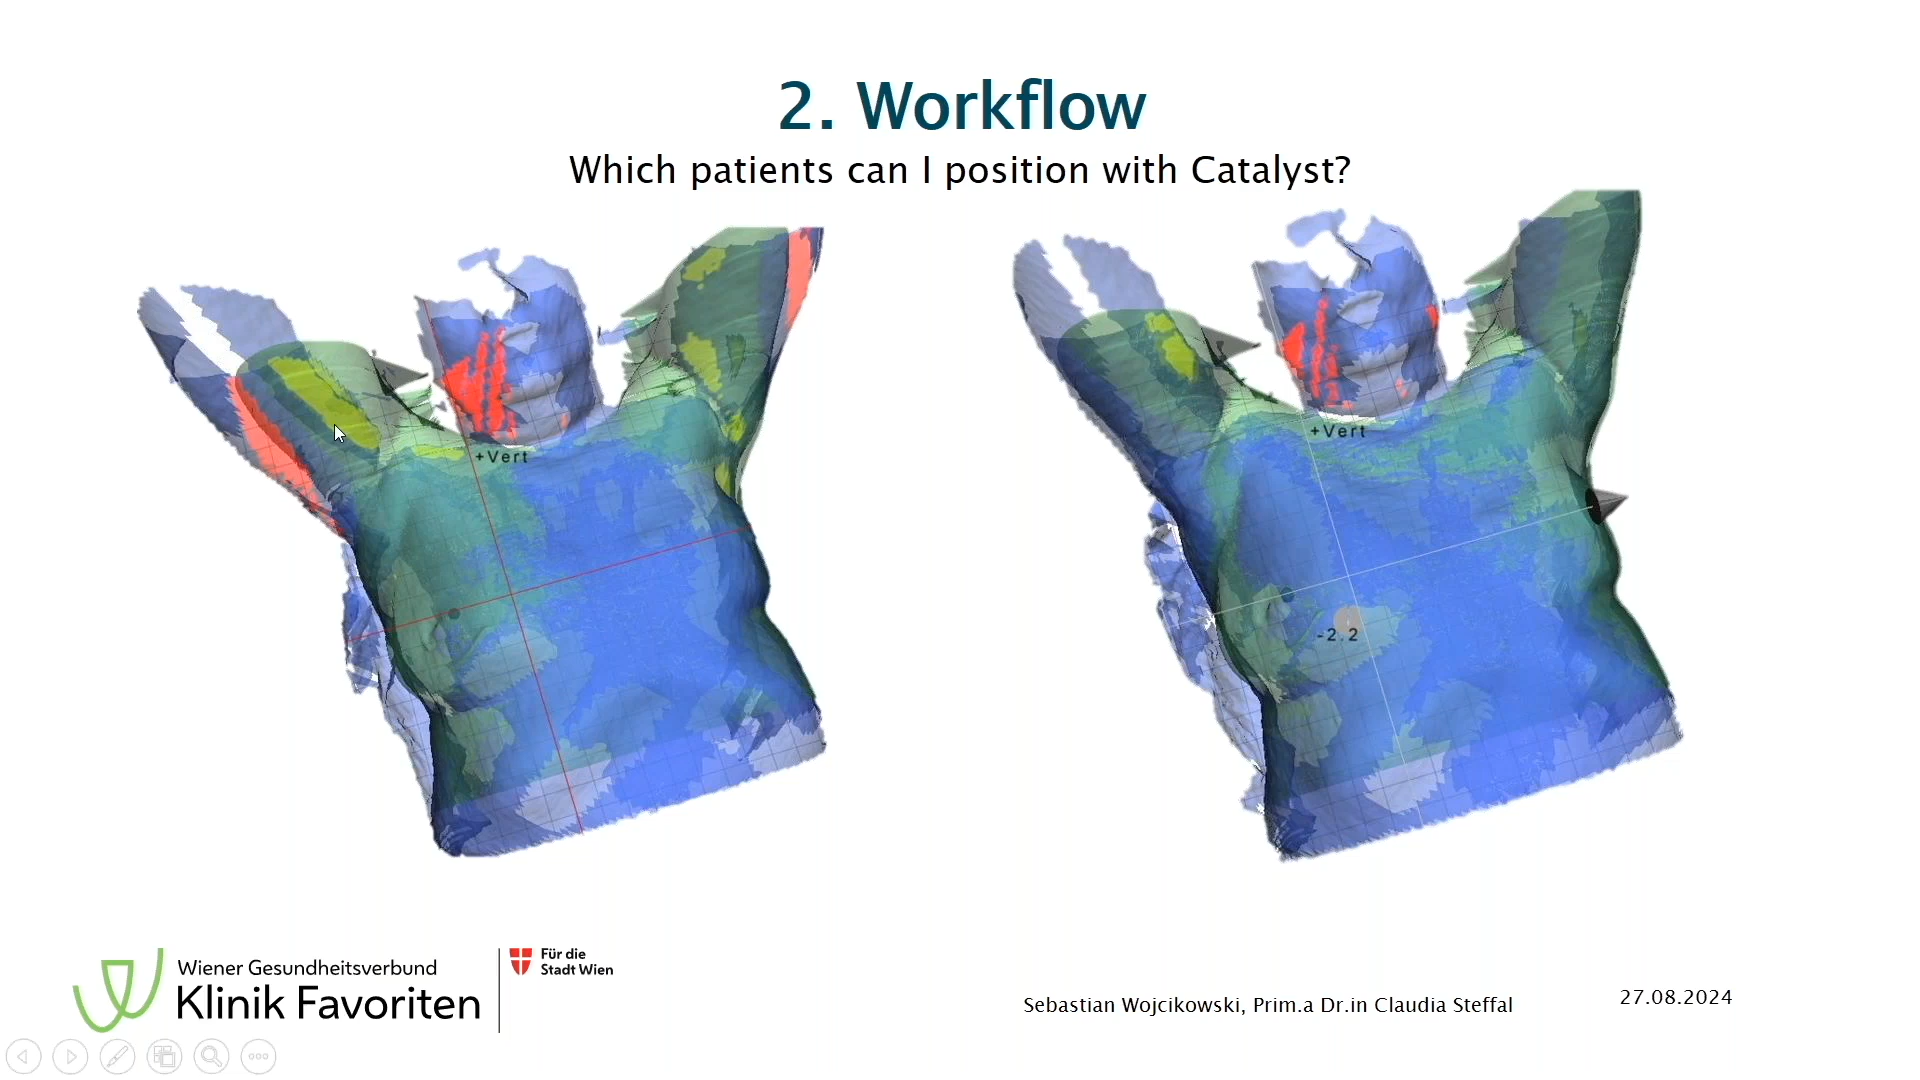 2. Workflow
Which patients can I position with Catalyst?
+Vert
+Vert
-2.2
Wiener Gesundheitsverbund
Klinik Favoriten
Für die
Stadt Wien
Sebastian Wojcikowski, Prim.a Dr.in Claudia Steffal
27.08.2024